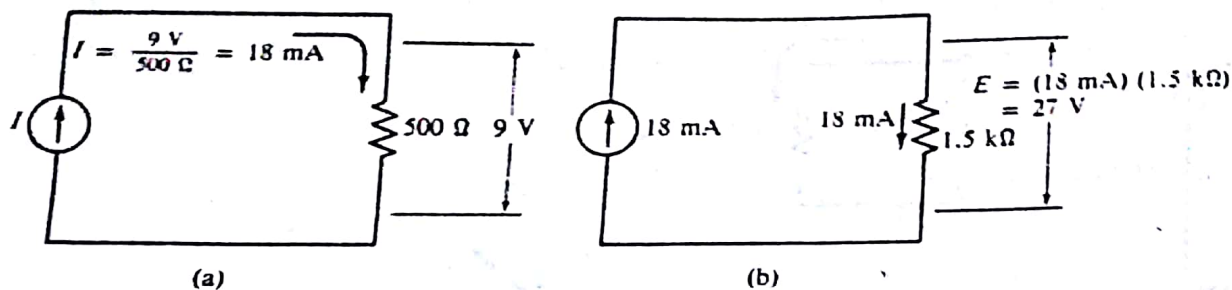 I = 9 V / 500 Ω = 18 mA
I
500 Ω 9 V
(a)
18 mA
18 mA
1.5 kΩ
E = (18 mA) (1.5 kΩ)
= 27 V
(b)